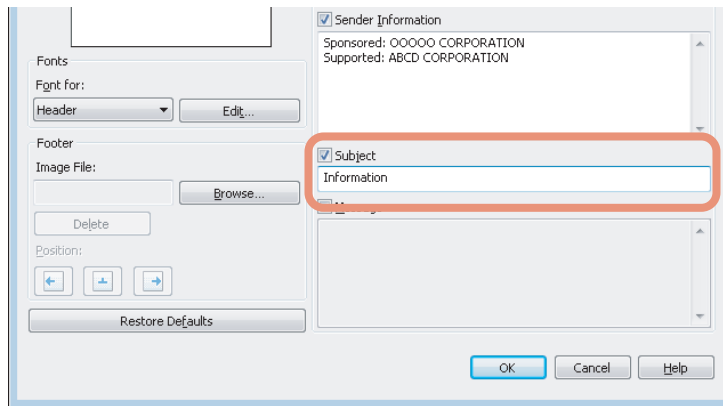 Fonts
Font for:
Header
Edit...
Footer
Image File:
Browse...
Delete
Position:
Restore Defaults
Sender Information
Sponsored: OOOOO CORPORATION
Supported: ABCD CORPORATION
Subject
Information
OK
Cancel
Help